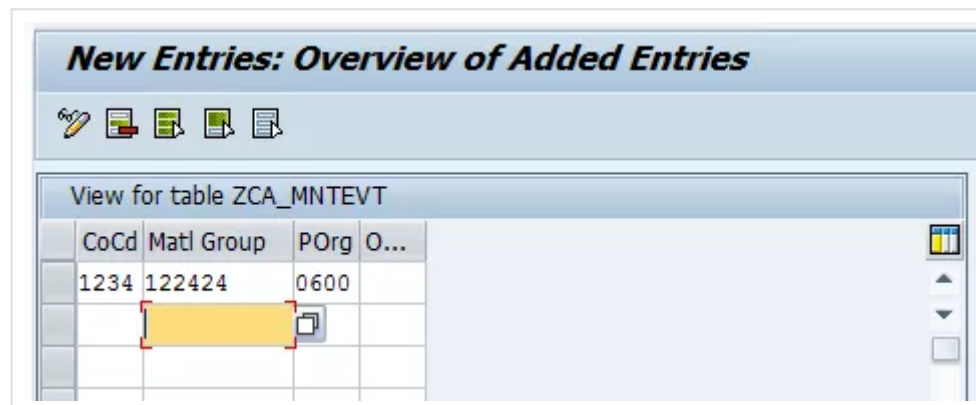 New Entries: Overview of Added Entries
View for table ZCA_MNTEVT
CoCd Matl Group POrg O...
1234 122424 0600